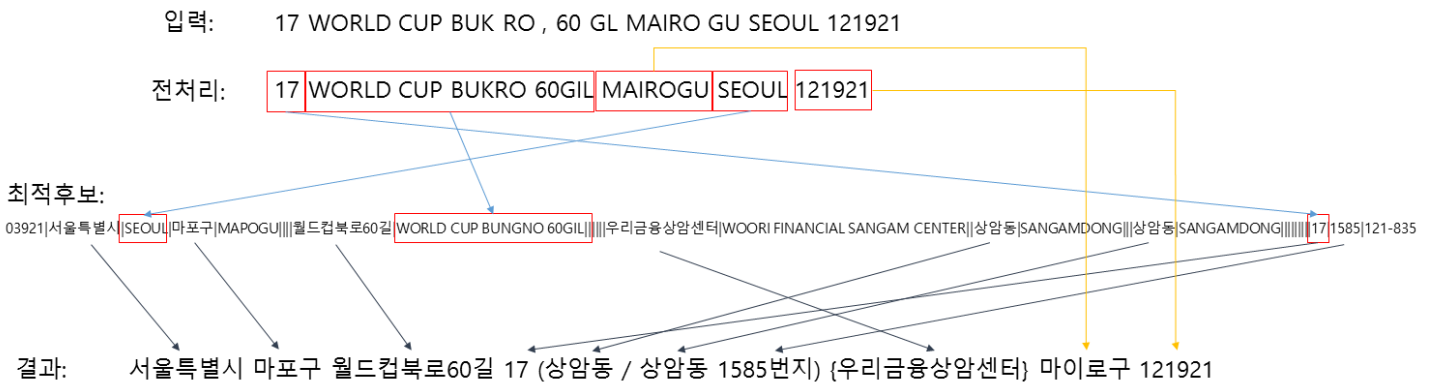 입력: 17 WORLD CUP BUK RO , 60 GL MAIRO GU SEOUL 121921
전처리: 17 WORLD CUP BUKRO 60GIL MAIROGU SEOUL 121921
최적후보:
03921|서울특별시|SEOUL|마포구|MAPOGU||||월드컵북로60길|WORLD CUP BUNGNO 60GIL||||||우리금융상암센터|WOORI FINANCIAL SANGAM CENTER||상암동|SANGAMDONG|||상암동|SANGAMDONG|||||||||17|1585|121-835
결과: 서울특별시 마포구 월드컵북로60길 17 (상암동 / 상암동 1585번지) {우리금융상암센터} 마이로구 121921